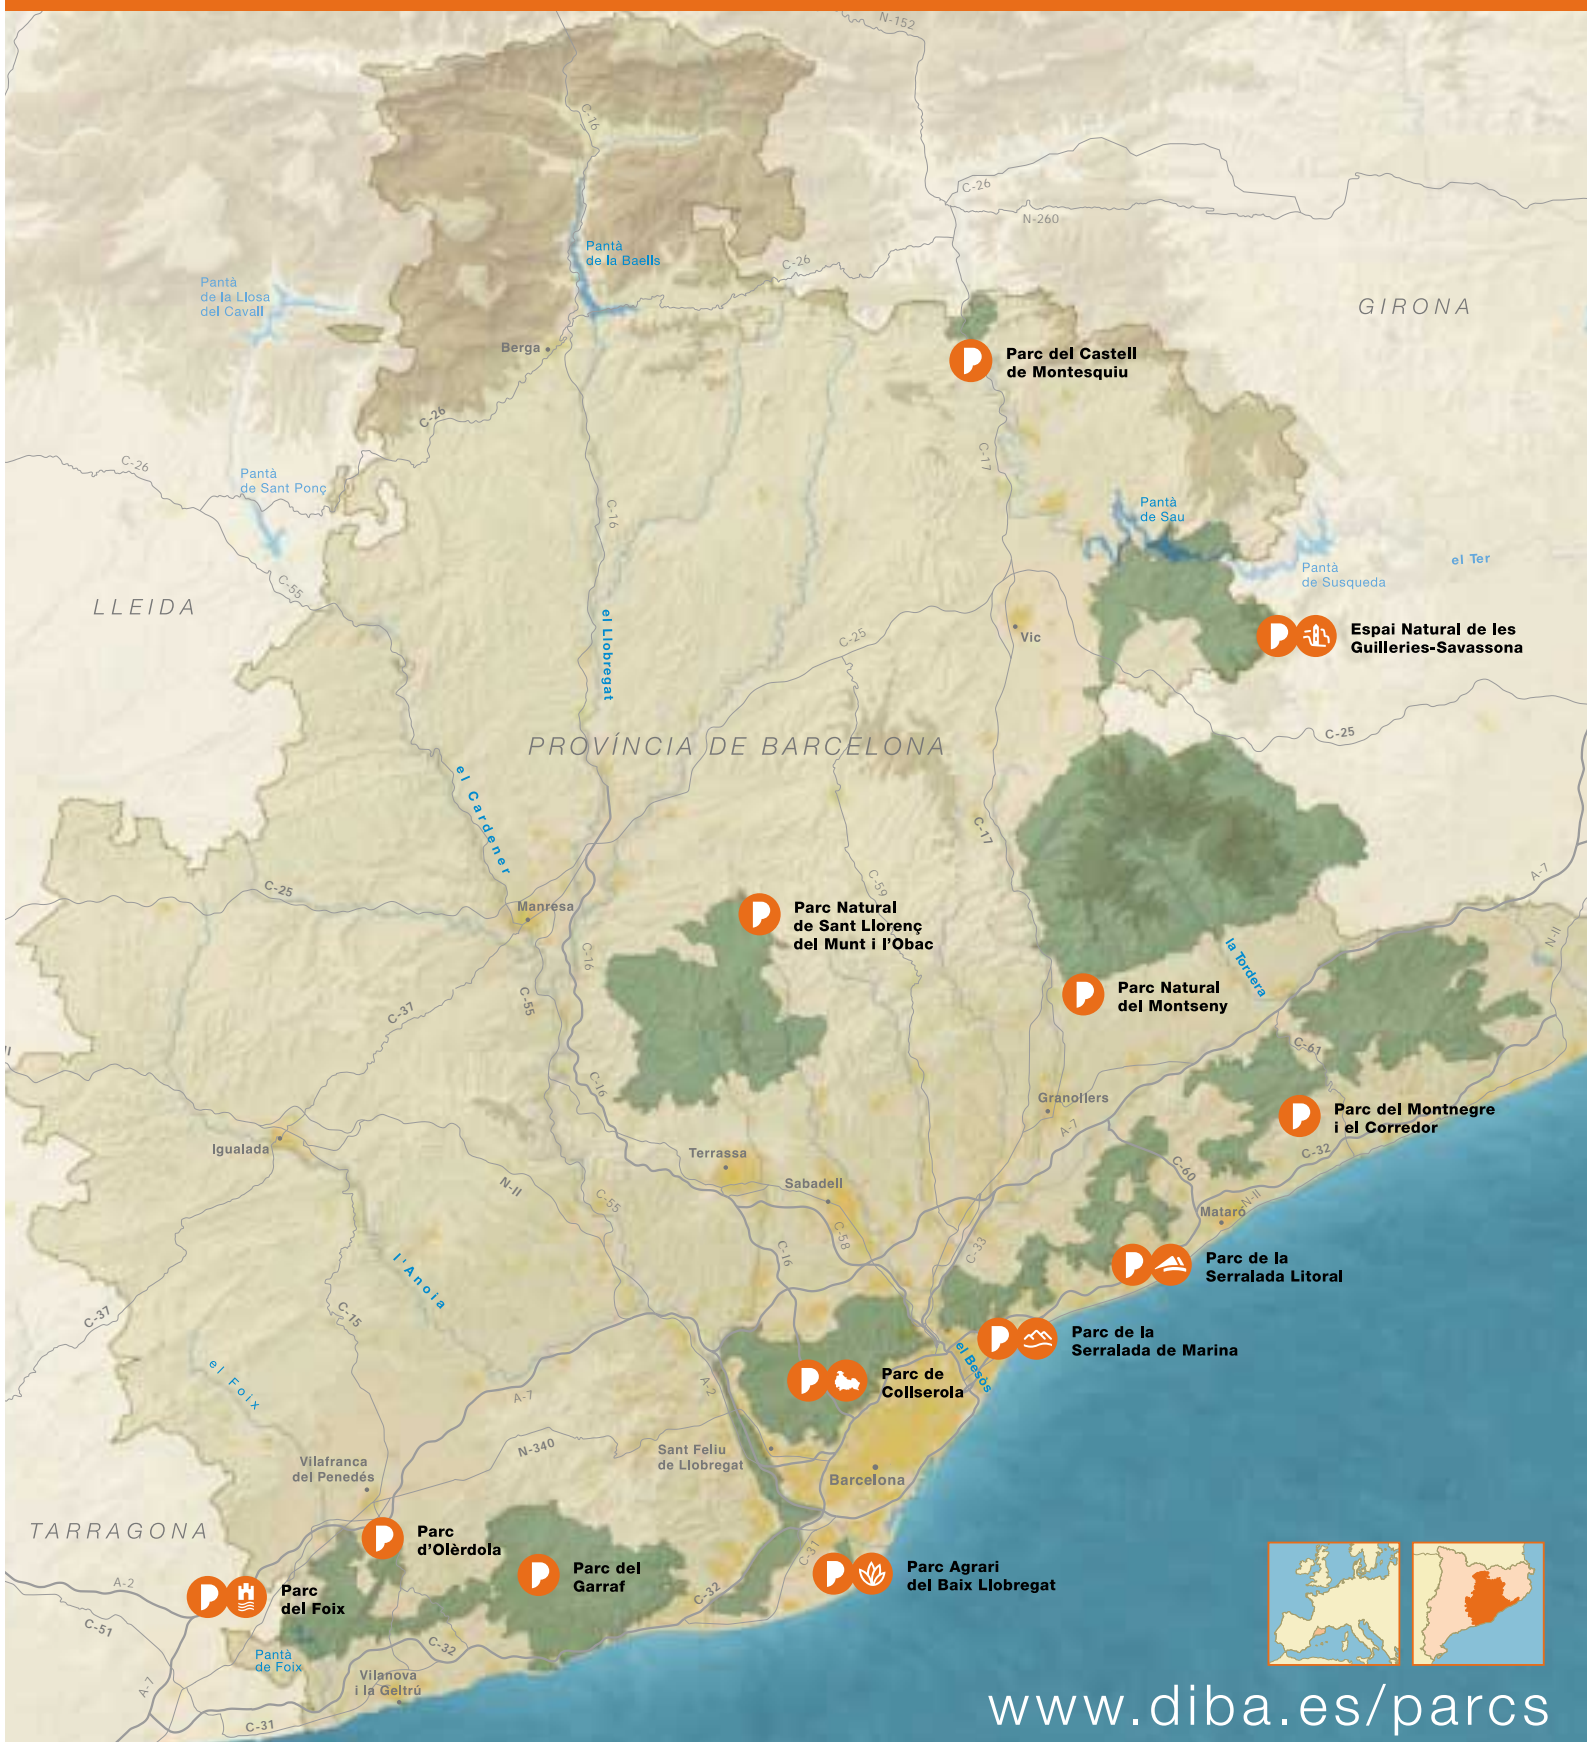 N-152
C-16
C-26
N-260
Pantà
de la Baells
C-26
Pantà
de la Llosa
del Cavall
GIRONA
Berga
Parc del Castell
de Montesquiu
C-26
C-26
C-17
Pantà
de Sant Ponç
C-16
Pantà
de Sau
el Ter
Pantà
de Susqueda
C-55
LLEIDA
el Llobregat
C-25
Vic
Espai Natural de les
Guilleries-Savassona
PROVÍNCIA DE BARCELONA
C-25
el Cardener
C-17
C-59
A-7
C-25
Manresa
Parc Natural
de Sant Llorenç
del Munt i l'Obac
N-II
C-16
la Tordera
C-55
Parc Natural
del Montseny
C-37
C-61
II
C-16
Granollers
Parc del Montnegre
i el Corredor
A-7
Igualada
Terrassa
C-32
N-II
Sabadell
C-60
C-55
Mataró
N-II
C-58
C-33
C-16
l'Anoia
Parc de la
Serralada Litoral
C-37
C-15
Parc de la
Serralada de Marina
el Besòs
el Foix
A-2
Parc de
Collserola
A-7
N-340
Sant Feliu
de Llobregat
Vilafranca
del Penedés
Barcelona
TARRAGONA
Parc
d'Olèrdola
C-31
Parc del
Garraf
Parc Agrari
del Baix Llobregat
A-2
Parc
del Foix
C-32
C-51
C-32
Pantà
de Foix
Vilanova
i la Geltrú
A-7
C-31
www.diba.es/parcs